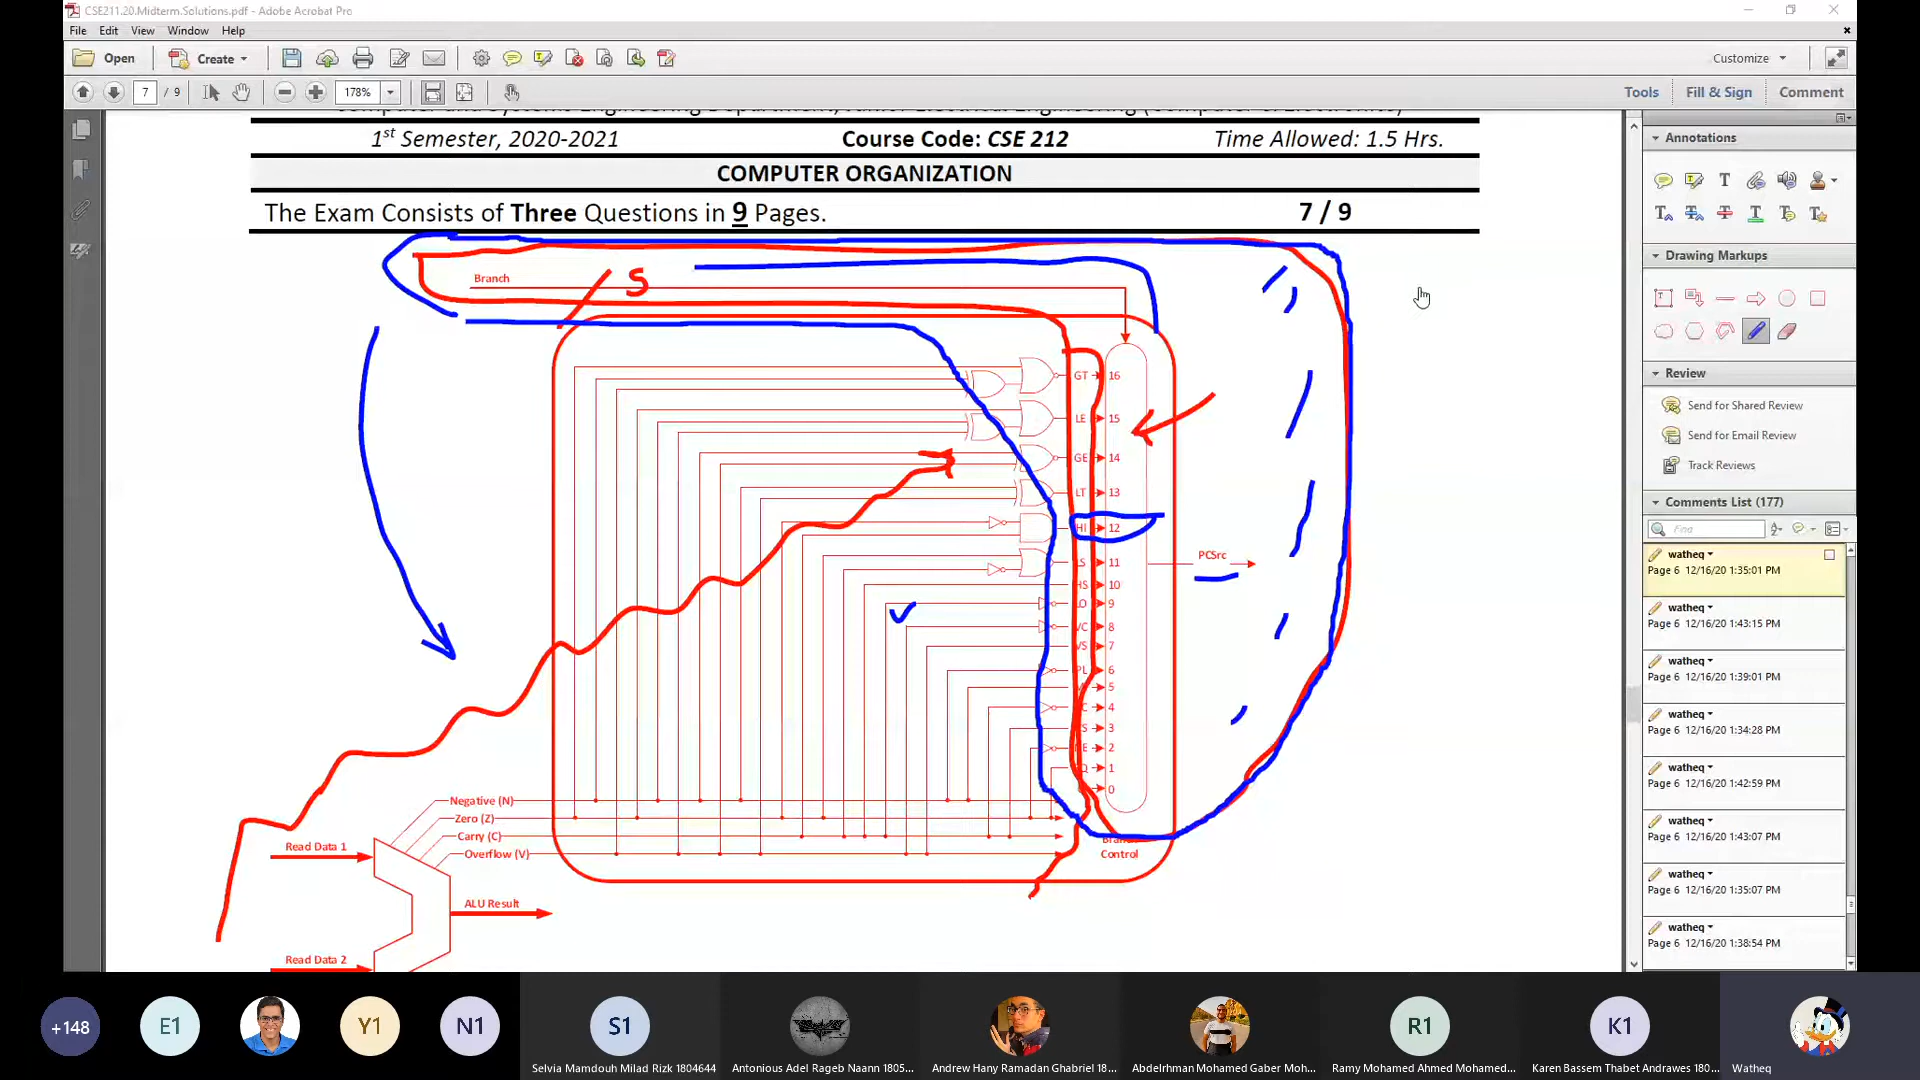 CSE211.20.Midterm.Solutions.pdf - Adobe Acrobat Pro
File Edit View Window Help
Open Create Customize
7 / 9 178% Tools Fill & Sign Comment
1st Semester, 2020-2021 Course Code: CSE 212 Time Allowed: 1.5 Hrs.
COMPUTER ORGANIZATION
The Exam Consists of Three Questions in 9 Pages. 7 / 9
Branch
5
GT 16
LE 15
GE 14
LT 13
HI 12
LS 11
HS 10
LO 9
VC 8
VS 7
PL 6
5
4
3
2
1
0
PCSrc
Negative (N)
Zero (Z)
Carry (C)
Overflow (V)
Control
Read Data 1
ALU Result
Read Data 2
Annotations
Drawing Markups
Review
Send for Shared Review
Send for Email Review
Track Reviews
Comments List (177)
Find
watheq
Page 6 12/16/20 1:35:01 PM
watheq
Page 6 12/16/20 1:43:15 PM
watheq
Page 6 12/16/20 1:39:01 PM
watheq
Page 6 12/16/20 1:34:28 PM
watheq
Page 6 12/16/20 1:42:59 PM
watheq
Page 6 12/16/20 1:43:07 PM
watheq
Page 6 12/16/20 1:35:07 PM
watheq
Page 6 12/16/20 1:38:54 PM
+148 E1 Y1 N1 S1 R1 K1
Selvia Mamdouh Milad Rizk 1804644
Antonious Adel Rageb Naann 1805...
Andrew Hany Ramadan Ghabriel 18...
Abdelrhman Mohamed Gaber Moh...
Ramy Mohamed Ahmed Mohamed...
Karen Bassem Thabet Andrawes 180...
Watheq